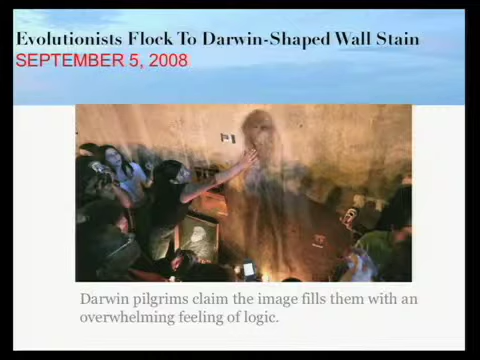 Evolutionists Flock To Darwin-Shaped Wall Stain
SEPTEMBER 5, 2008
Darwin pilgrims claim the image fills them with an
overwhelming feeling of logic.